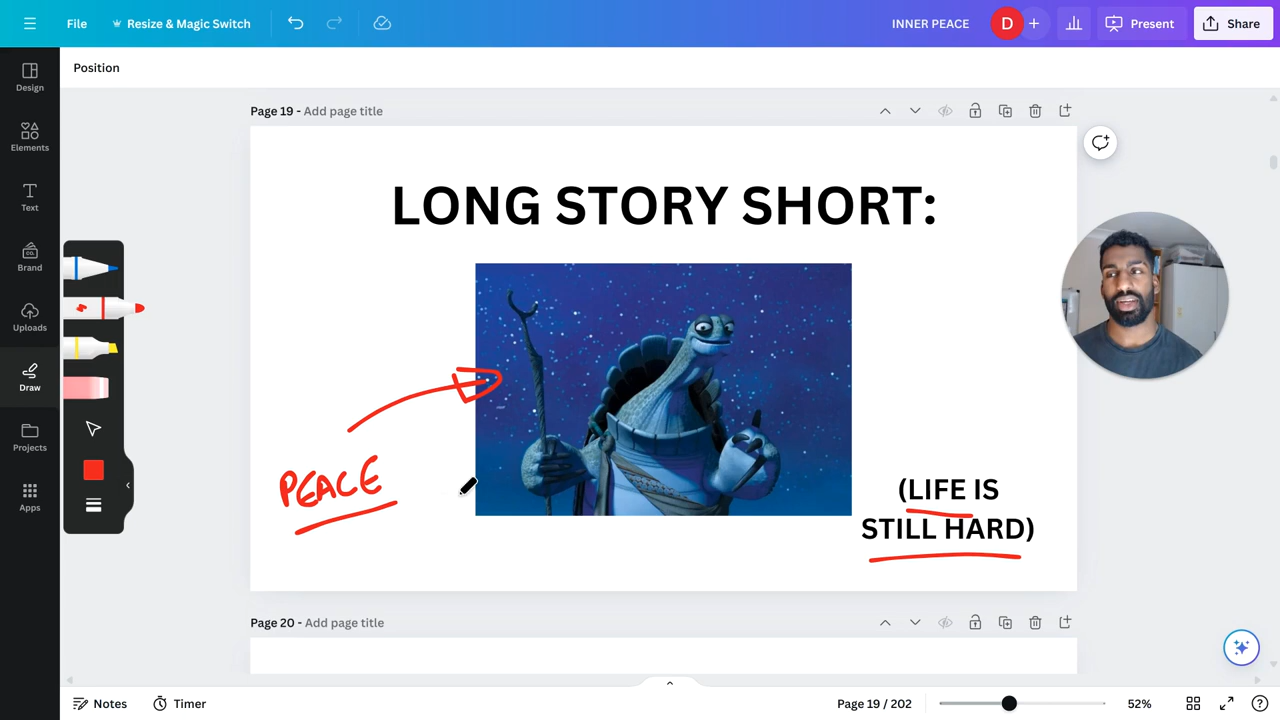 File
Resize & Magic Switch
INNER PEACE
D
Present
Share
Position
Design
Elements
Text
Brand
Uploads
Draw
Projects
Apps
Page 19 - Add page title
LONG STORY SHORT:
PEACE
(LIFE IS
STILL HARD)
Page 20 - Add page title
Notes
Timer
Page 19 / 202
52%